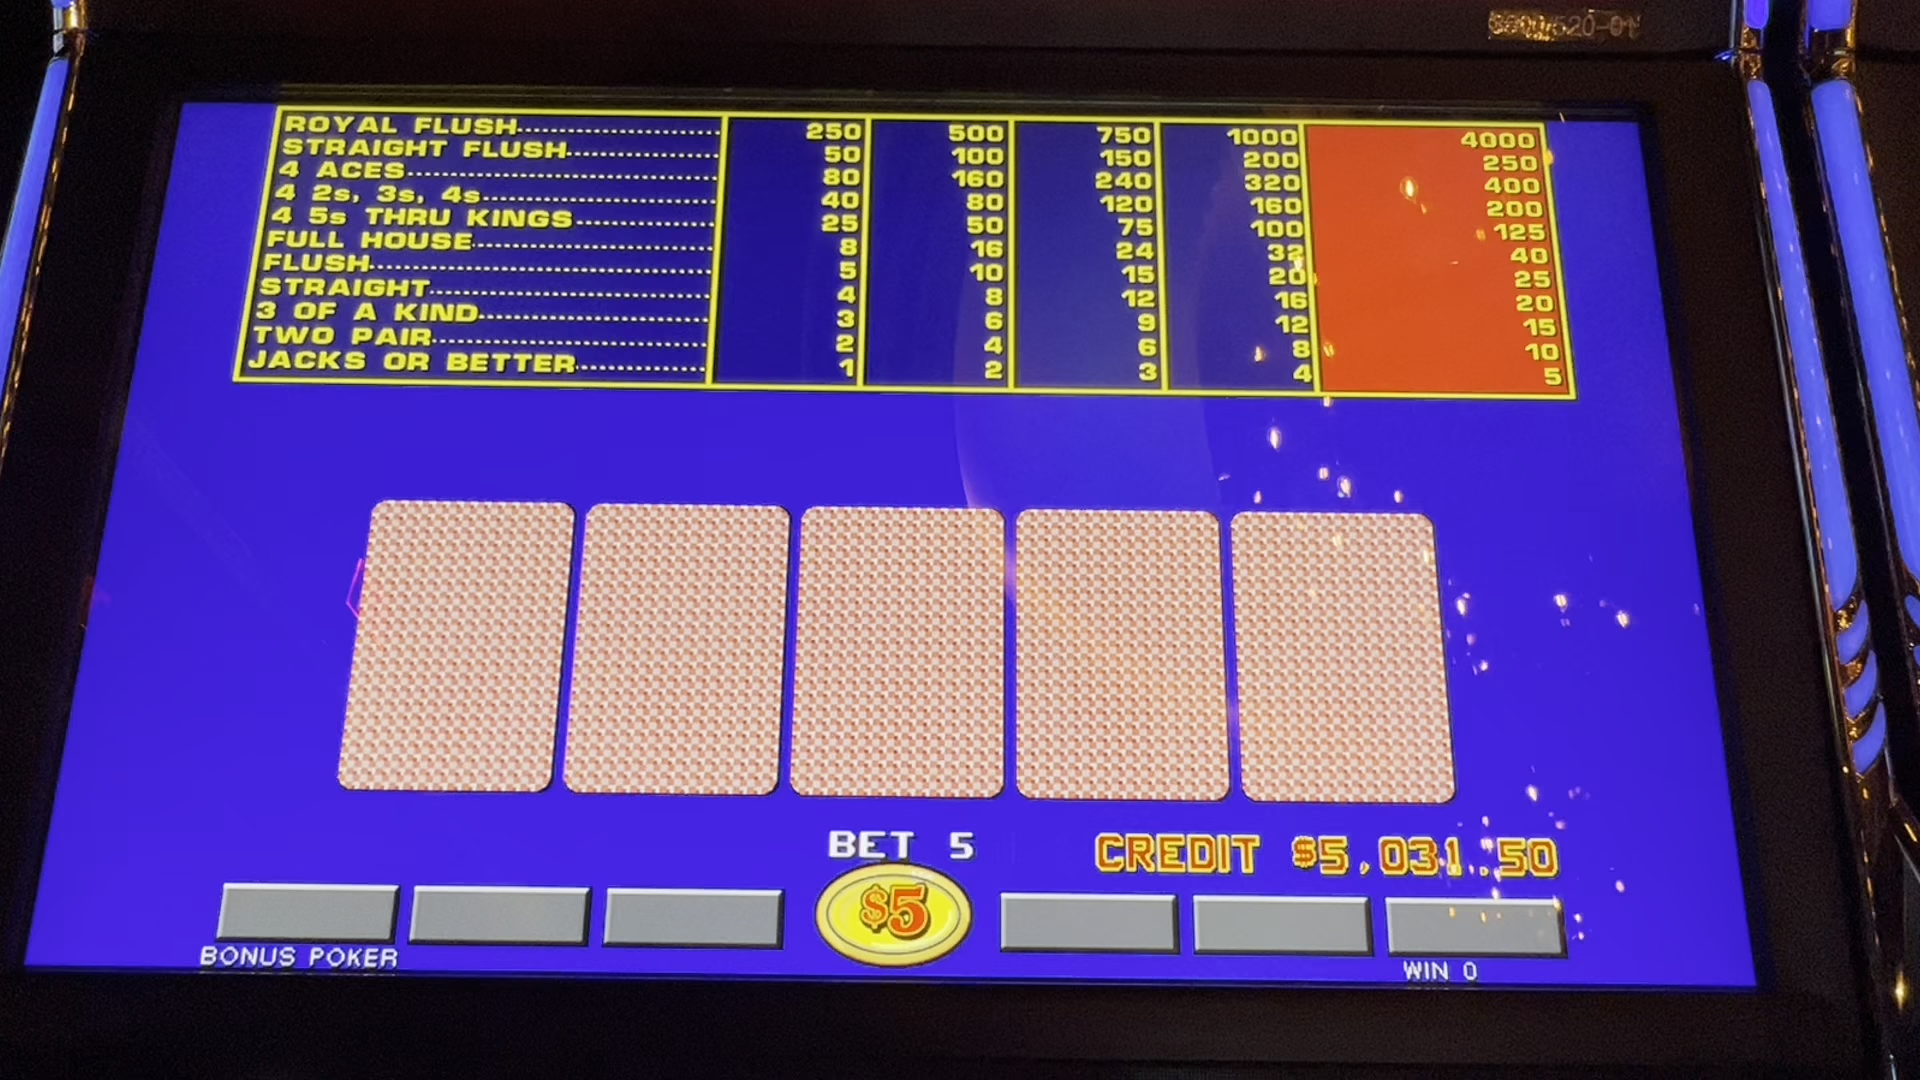 ROYAL FLUSH 250 500 750 1000 4000
STRAIGHT FLUSH 50 100 150 200 250
4 ACES 80 160 240 320 400
4 2s, 3s, 4s 40 80 120 160 200
4 5s THRU KINGS 25 50 75 100 125
FULL HOUSE 8 16 24 32 40
FLUSH 5 10 15 20 25
STRAIGHT 4 8 12 16 20
3 OF A KIND 3 6 9 12 15
TWO PAIR 2 4 6 8 10
JACKS OR BETTER 1 2 3 4 5
BET 5 CREDIT $5,031.50
$5
BONUS POKER
WIN 0